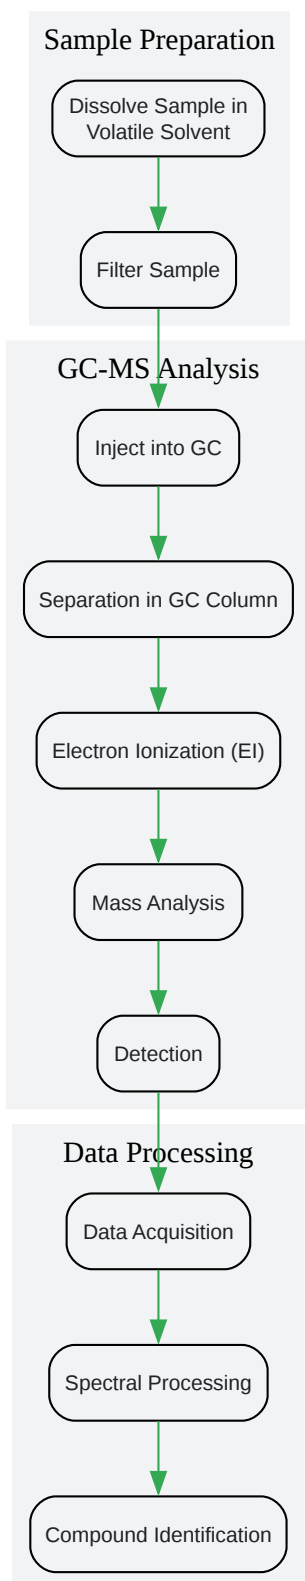 Sample Preparation
Dissolve Sample in
Volatile Solvent
Filter Sample
GC-MS Analysis
Inject into GC
Separation in GC Column
Electron Ionization (EI)
Mass Analysis
Detection
Data Processing
Data Acquisition
Spectral Processing
Compound Identification